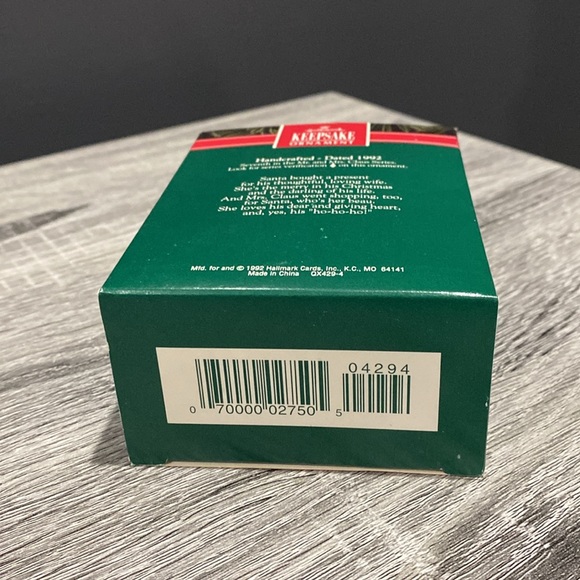 KEEPSAKE
ORNAMENT
Handcrafted - Dated 1992
Seventh in the Mr. and Mrs. Claus Series.
Look for series verification on this ornament.
Santa bought a present
for his thoughtful, loving wife.
She's the merry in his Christmas
and the darling of his life.
And Mrs. Claus went shopping, too,
for Santa, who's her beau.
She loves his dear and giving heart,
and, yes, his "ho-ho-ho!"
Mfd. for and © 1992 Hallmark Cards, Inc., K.C., MO 64141
Made in China QX429-4
04294
0 70000 02750 5